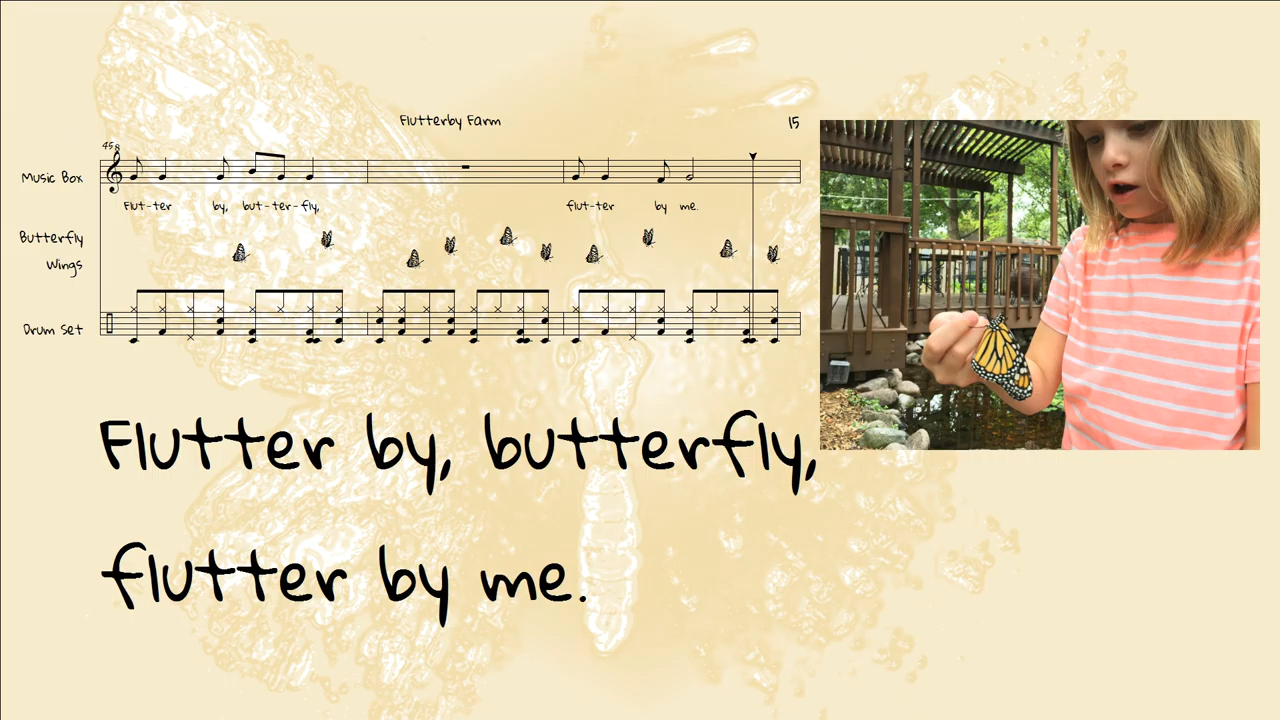 Flutterby Farm
15
458
Music Box
Flut-ter by, but-ter-fly, flut-ter by me.
Butterfly
Wings
Drum Set
Flutter by, butterfly,
flutter by me.